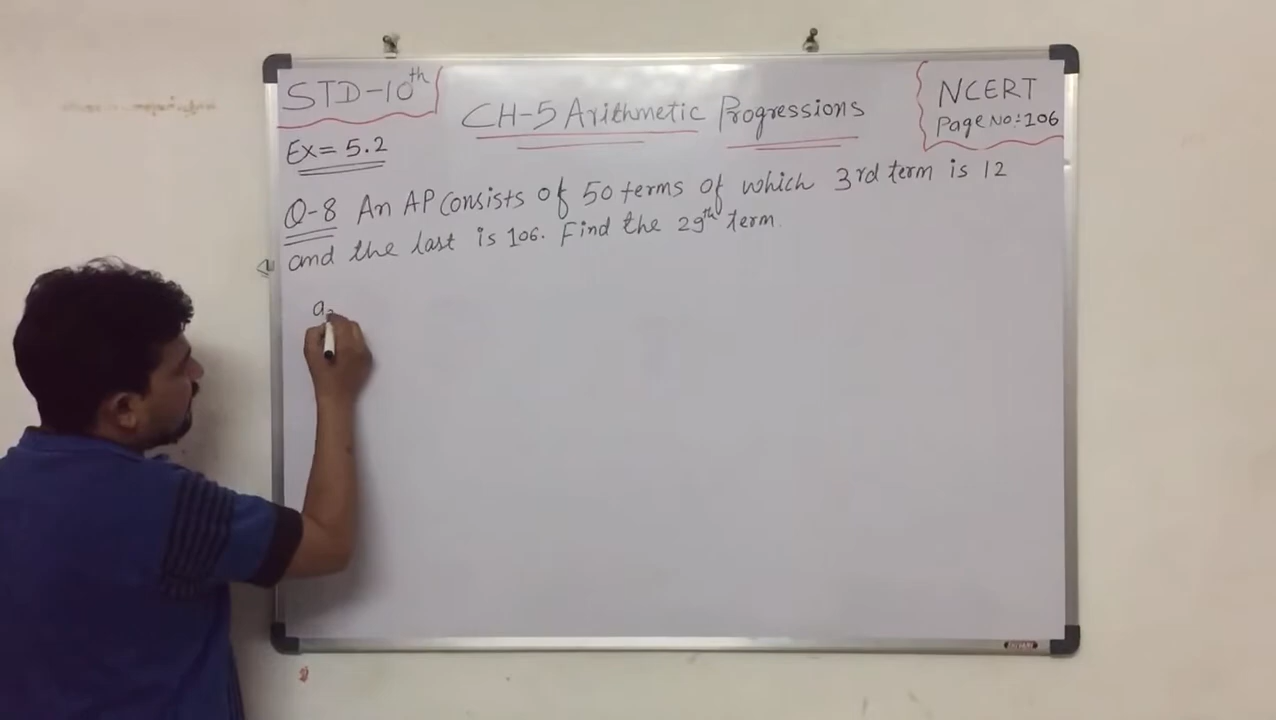 STD-10th
CH-5 Arithmetic Progressions
NCERT
Page No:-106
Ex= 5.2
Q-8 An AP Consists of 50 terms of which 3rd term is 12
and the last is 106. Find the 29th term.
a